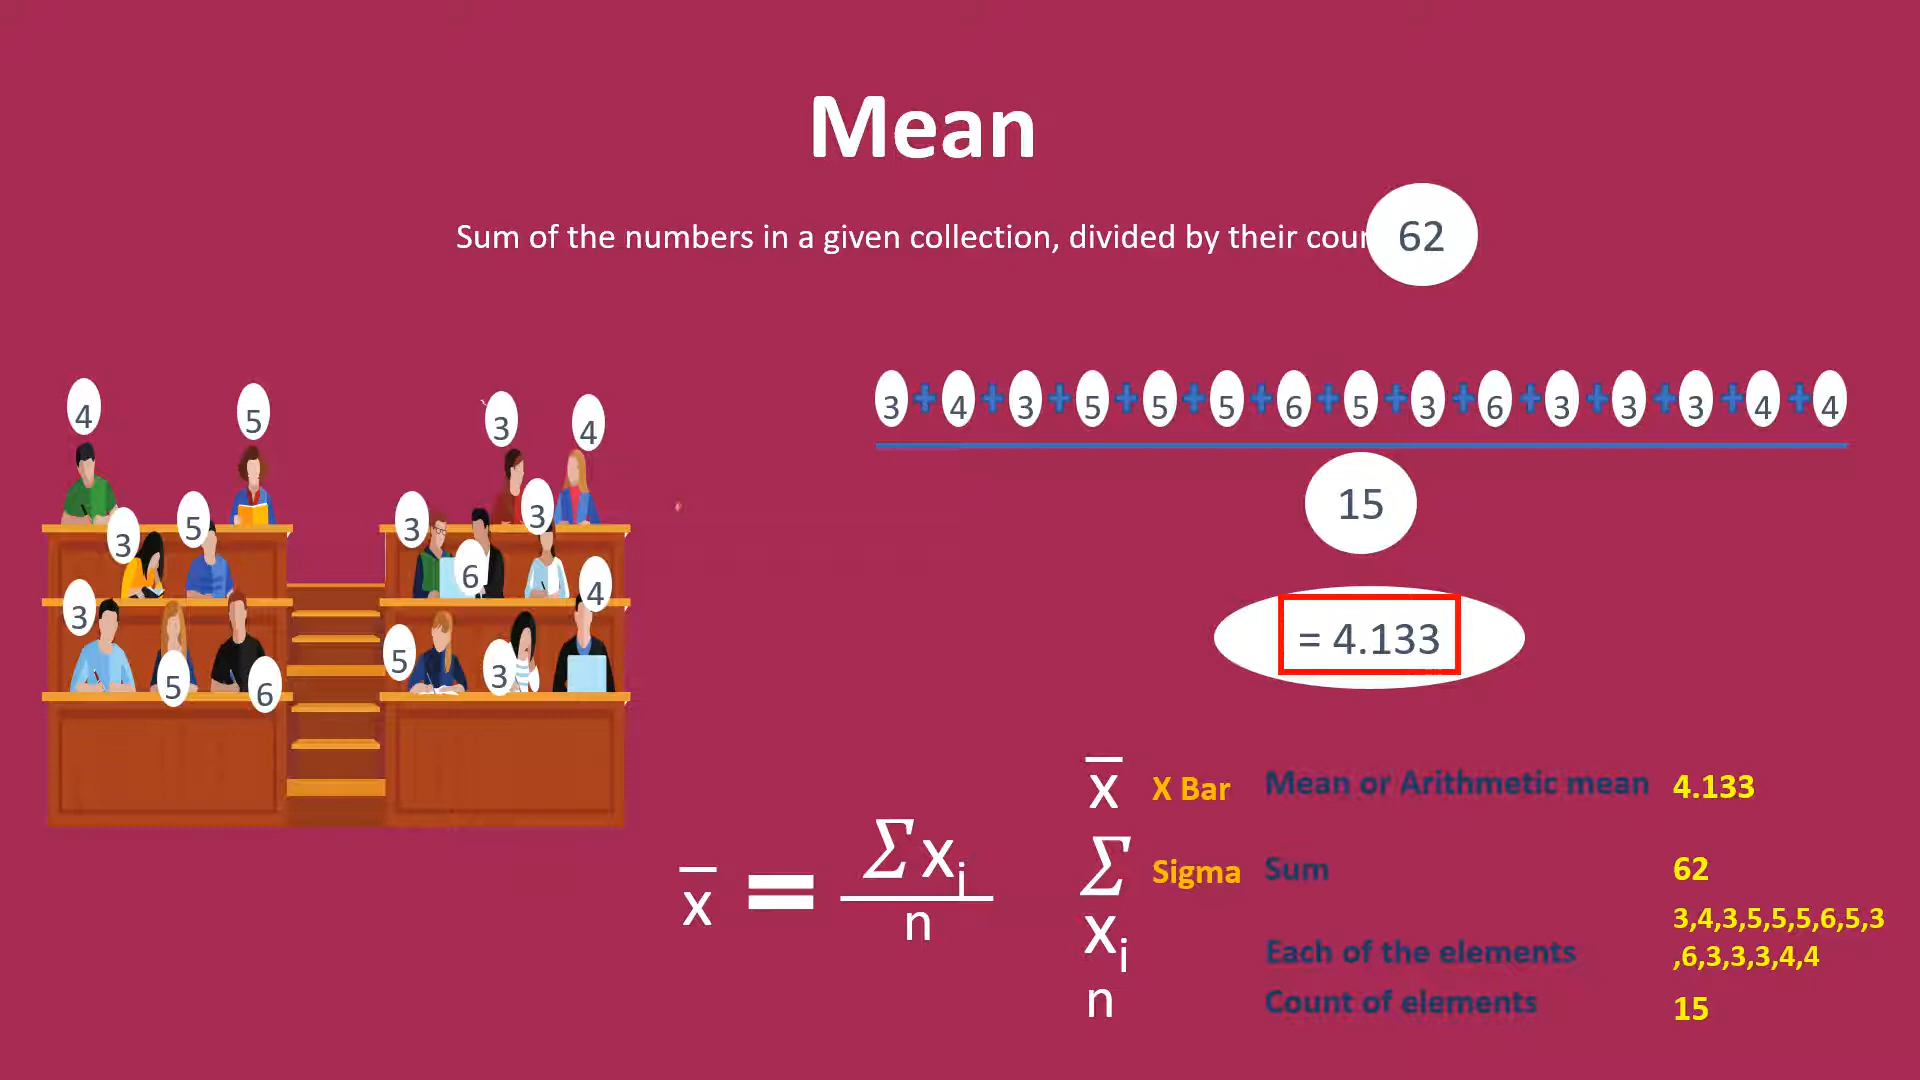 Mean
Sum of the numbers in a given collection, divided by their
62
3 + 4 + 3 + 5 + 5 + 5 + 6 + 5 + 3 + 6 + 3 + 3 + 3 + 4 + 4
15
= 4.133
4 5 3 4
3 5 3 6 3
3 5 6 5 3 4
x̄ = Σxᵢ
n
x̄ X Bar Mean or Arithmetic mean 4.133
Σ Sigma Sum 62
xᵢ Each of the elements 3,4,3,5,5,5,6,5,3
,6,3,3,3,4,4
n Count of elements 15